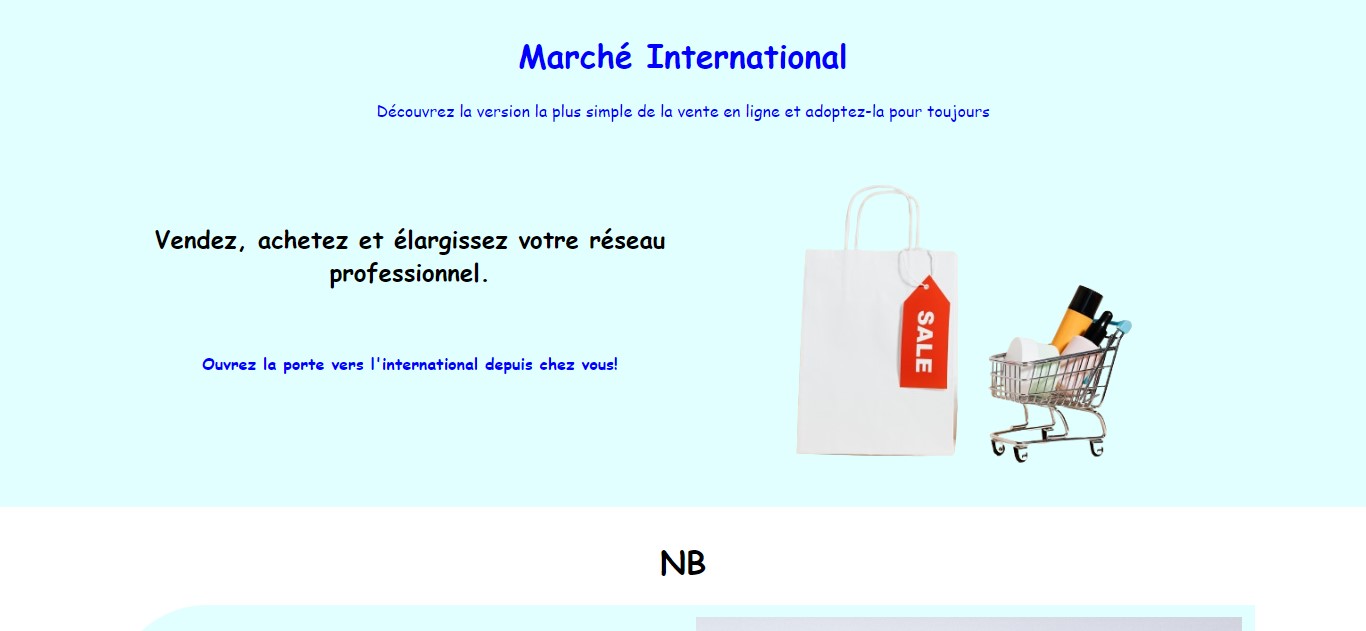 Marché International
Découvrez la version la plus simple de la vente en ligne et adoptez-la pour toujours
Vendez, achetez et élargissez votre réseau
professionnel.
SALE
Ouvrez la porte vers l'international depuis chez vous!
NB